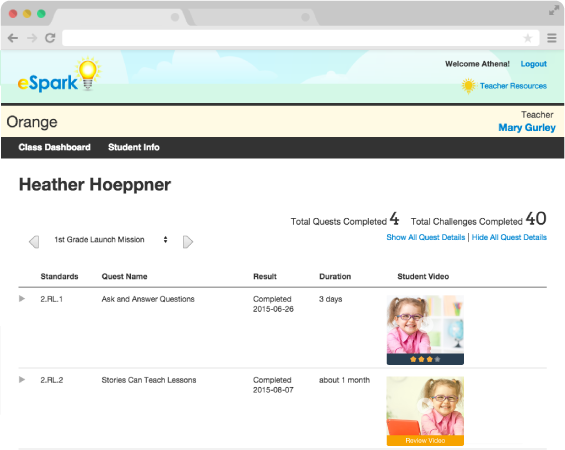 Welcome Athena! Logout
eSpark
Teacher Resources
Orange
Teacher
Mary Gurley
Class Dashboard Student Info
Heather Hoeppner
Total Quests Completed 4 Total Challenges Completed 40
1st Grade Launch Mission
Show All Quest Details | Hide All Quest Details
Standards Quest Name Result Duration Student Video
2.RL.1 Ask and Answer Questions Completed 3 days
2015-06-26
2.RL.2 Stories Can Teach Lessons Completed about 1 month
2015-08-07
Review Video